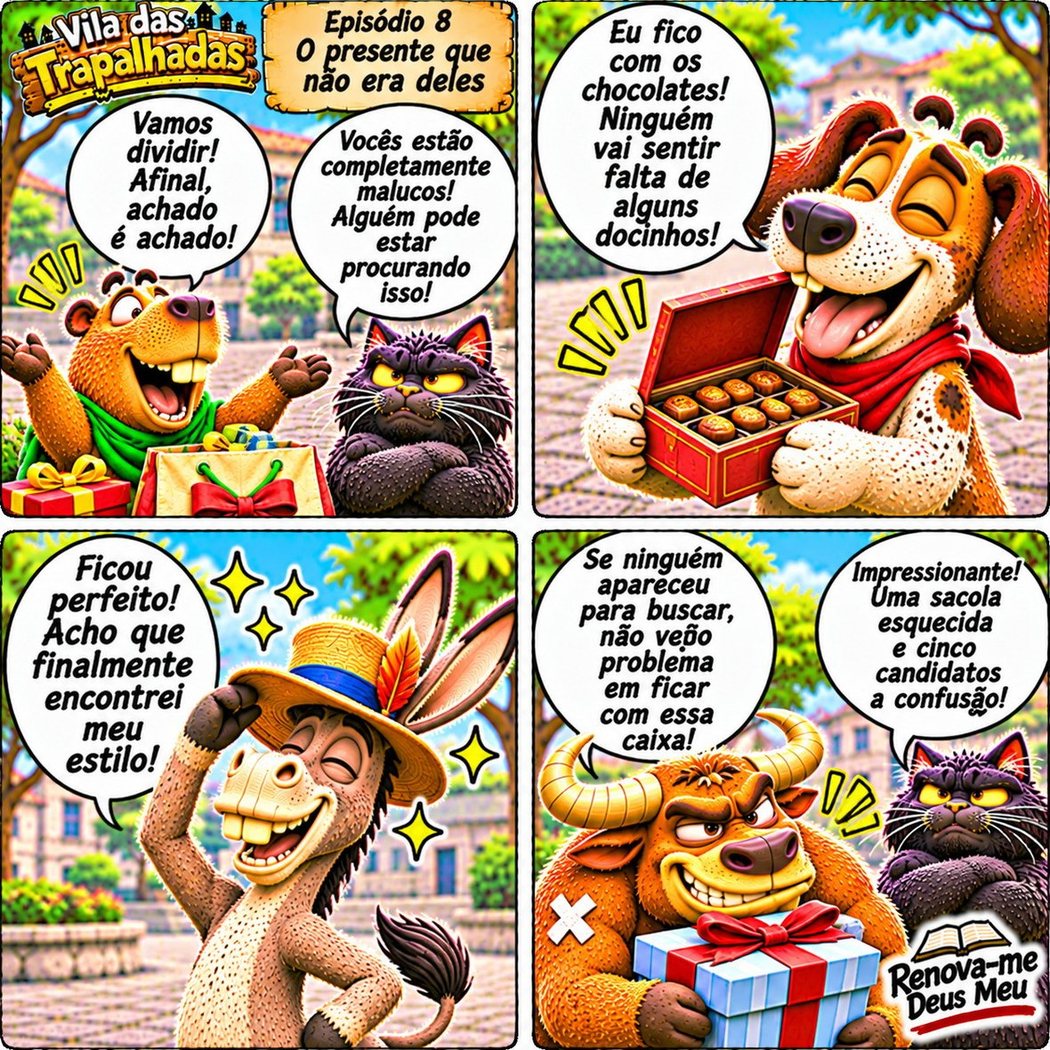 Vila das
Trapalhadas
Episódio 8
O presente que
não era deles
Vamos
dividir!
Afinal,
achado
é achado!
Vocês estão
completamente
malucos!
Alguém pode
estar
procurando
isso!
Eu fico
com os
chocolates!
Ninguém
vai sentir
falta de
alguns
docinhos!
Ficou
perfeito!
Acho que
finalmente
encontrei
meu
estilo!
Se ninguém
apareceu
para buscar,
não
problema
em ficar
com essa
caixa!
Impressionante!
Uma sacola
esquecida
e cinco
candidatos
a confusão!
Renova-me
Deus Meu